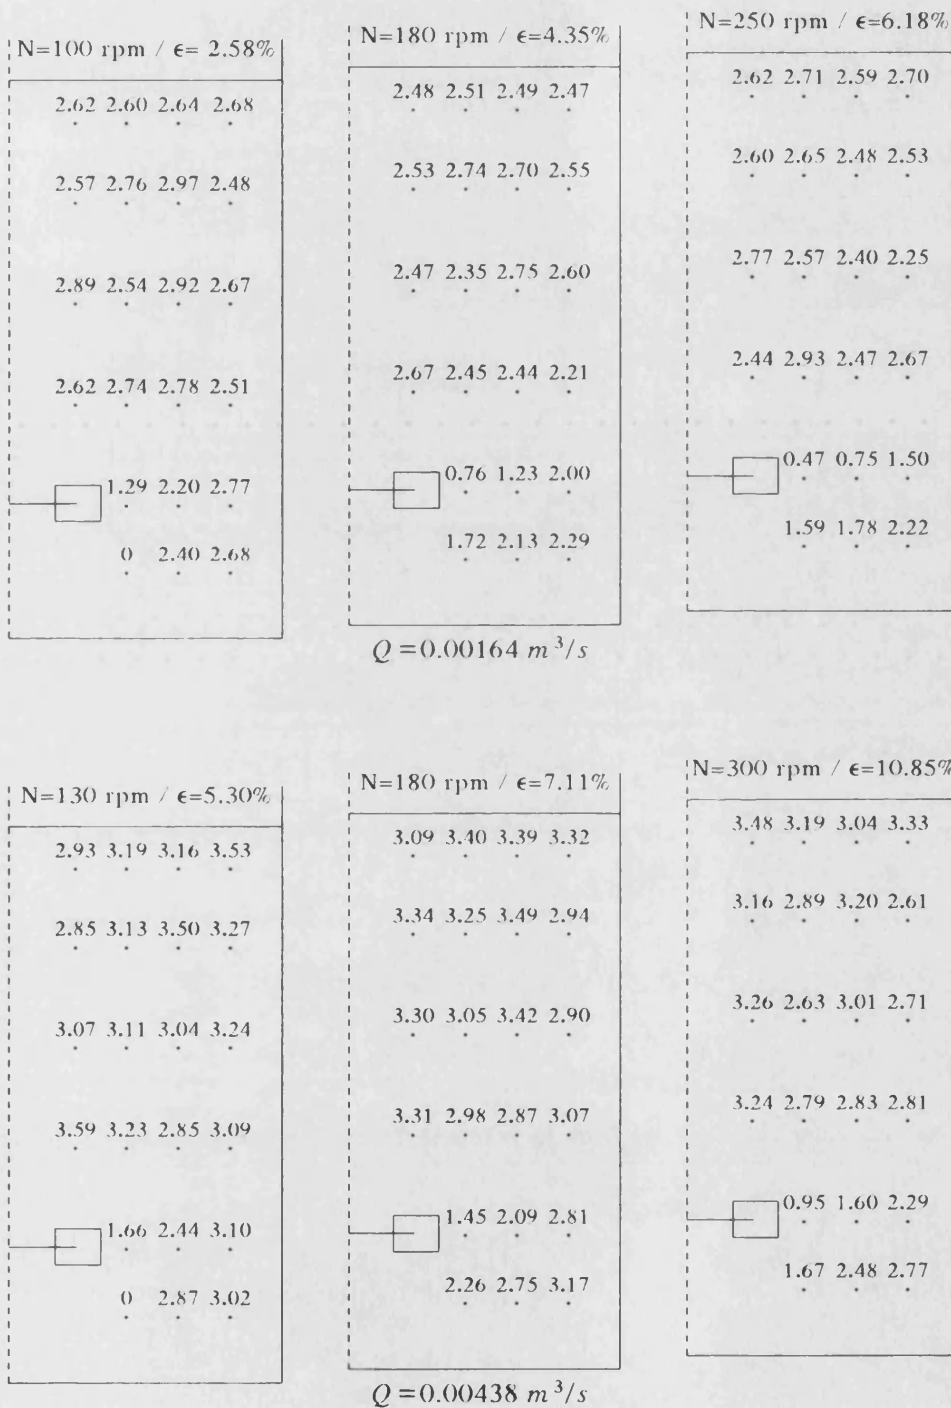 N=100 rpm / ϵ= 2.58%
2.62 2.60 2.64 2.68
2.57 2.76 2.97 2.48
2.89 2.54 2.92 2.67
2.62 2.74 2.78 2.51
1.29 2.20 2.77
0 2.40 2.68
N=180 rpm / ϵ=4.35%
2.48 2.51 2.49 2.47
2.53 2.74 2.70 2.55
2.47 2.35 2.75 2.60
2.67 2.45 2.44 2.21
0.76 1.23 2.00
1.72 2.13 2.29
N=250 rpm / ϵ=6.18%
2.62 2.71 2.59 2.70
2.60 2.65 2.48 2.53
2.77 2.57 2.40 2.25
2.44 2.93 2.47 2.67
0.47 0.75 1.50
1.59 1.78 2.22
Q=0.00164 m³/s
N=130 rpm / ϵ=5.30%
2.93 3.19 3.16 3.53
2.85 3.13 3.50 3.27
3.07 3.11 3.04 3.24
3.59 3.23 2.85 3.09
1.66 2.44 3.10
0 2.87 3.02
N=180 rpm / ϵ=7.11%
3.09 3.40 3.39 3.32
3.34 3.25 3.49 2.94
3.30 3.05 3.42 2.90
3.31 2.98 2.87 3.07
1.45 2.09 2.81
2.26 2.75 3.17
N=300 rpm / ϵ=10.85%
3.48 3.19 3.04 3.33
3.16 2.89 3.20 2.61
3.26 2.63 3.01 2.71
3.24 2.79 2.83 2.81
0.95 1.60 2.29
1.67 2.48 2.77
Q=0.00438 m³/s